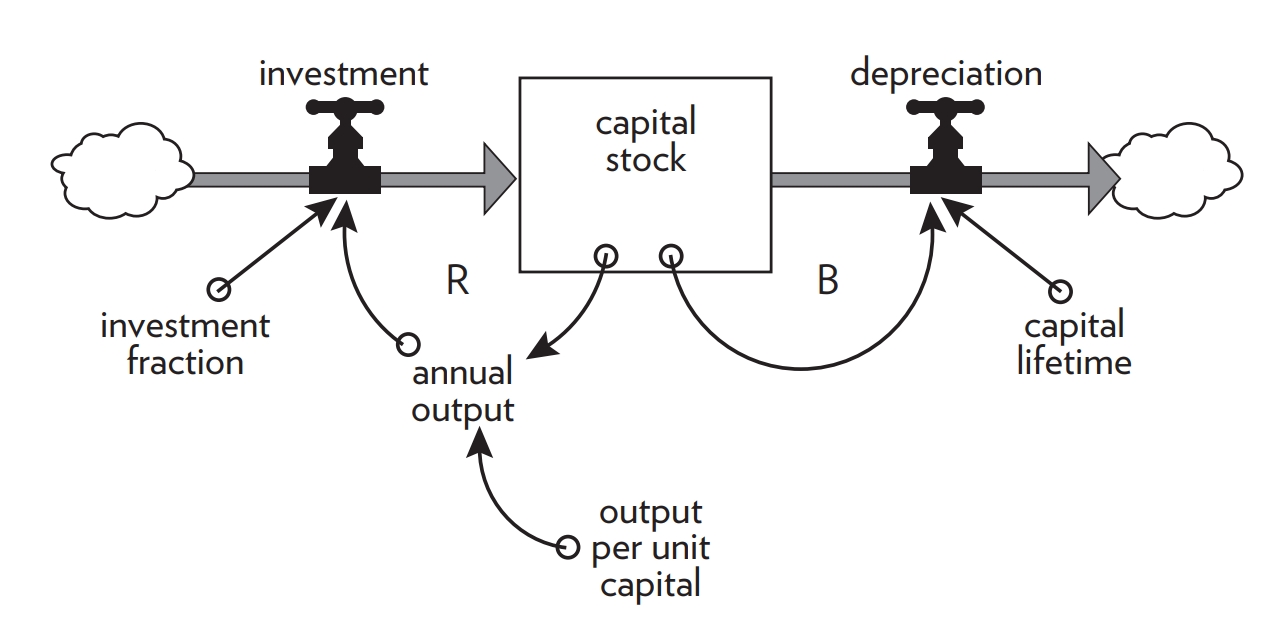 investment
depreciation
capital
stock
R
B
investment
fraction
capital
lifetime
annual
output
output
per unit
capital